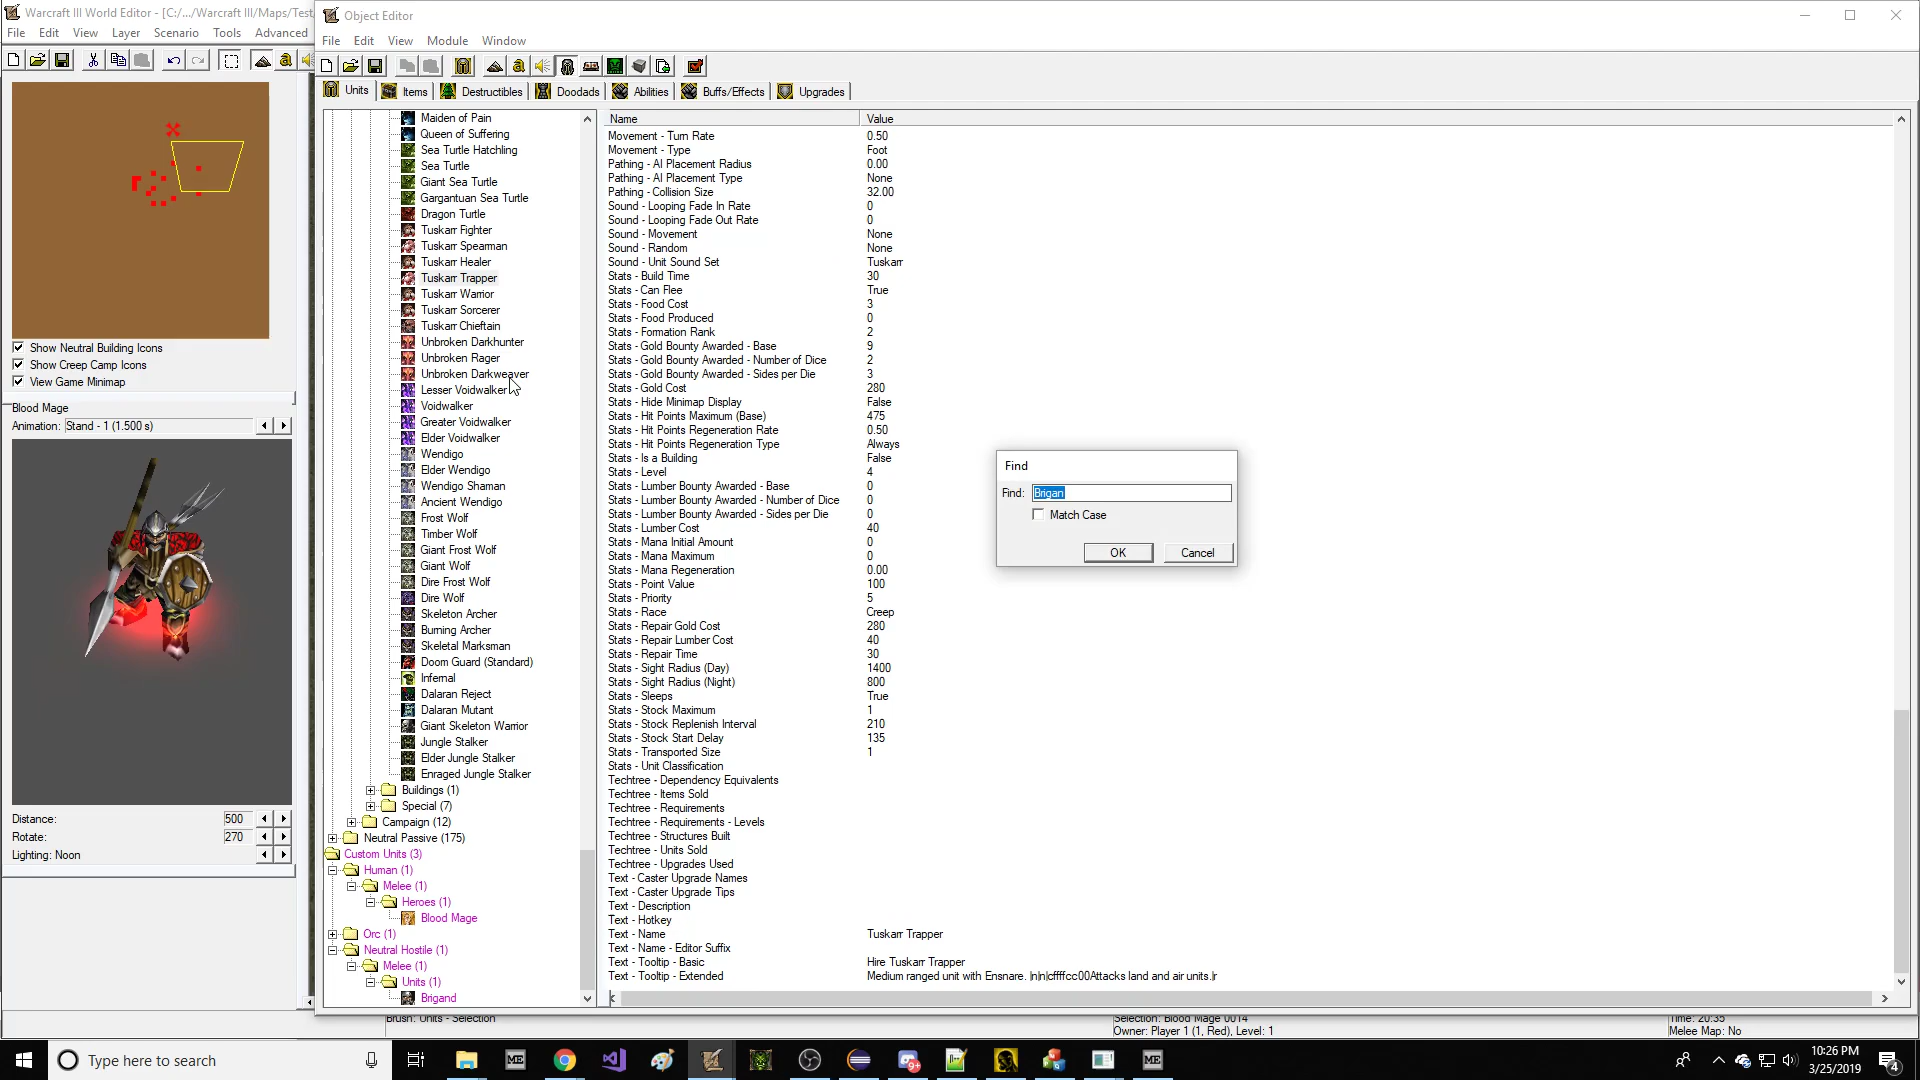 Warcraft III World Editor - [C:/.../Warcraft III/Maps/Test
File Edit View Layer Scenario Tools Advanced
Show Neutral Building Icons
Show Creep Camp Icons
View Game Minimap
Blood Mage
Animation: Stand - 1 (1.500 s)
Distance: 500
Rotate: 270
Lighting: Noon
Object Editor
File Edit View Module Window
Units Items Destructibles Doodads Abilities Buffs/Effects Upgrades
Maiden of Pain
Queen of Suffering
Sea Turtle Hatchling
Sea Turtle
Giant Sea Turtle
Gargantuan Sea Turtle
Dragon Turtle
Tuskarr Fighter
Tuskarr Spearman
Tuskarr Healer
Tuskarr Trapper
Tuskarr Warrior
Tuskarr Sorcerer
Tuskarr Chieftain
Unbroken Darkhunter
Unbroken Rager
Unbroken Darkweaver
Lesser Voidwalker
Voidwalker
Greater Voidwalker
Elder Voidwalker
Wendigo
Elder Wendigo
Wendigo Shaman
Ancient Wendigo
Frost Wolf
Timber Wolf
Giant Frost Wolf
Giant Wolf
Dire Frost Wolf
Dire Wolf
Skeleton Archer
Burning Archer
Skeletal Marksman
Doom Guard (Standard)
Infernal
Dalaran Reject
Dalaran Mutant
Giant Skeleton Warrior
Jungle Stalker
Elder Jungle Stalker
Enraged Jungle Stalker
Buildings (1)
Special (7)
Campaign (12)
Neutral Passive (175)
Custom Units (3)
Human (1)
Melee (1)
Heroes (1)
Blood Mage
Orc (1)
Neutral Hostile (1)
Melee (1)
Units (1)
Brigand
Name Value
Movement - Turn Rate 0.50
Movement - Type Foot
Pathing - AI Placement Radius 0.00
Pathing - AI Placement Type None
Pathing - Collision Size 32.00
Sound - Looping Fade In Rate 0
Sound - Looping Fade Out Rate 0
Sound - Movement None
Sound - Random None
Sound - Unit Sound Set Tuskarr
Stats - Build Time 30
Stats - Can Flee True
Stats - Food Cost 3
Stats - Food Produced 0
Stats - Formation Rank 2
Stats - Gold Bounty Awarded - Base 9
Stats - Gold Bounty Awarded - Number of Dice 2
Stats - Gold Bounty Awarded - Sides per Die 3
Stats - Gold Cost 280
Stats - Hide Minimap Display False
Stats - Hit Points Maximum (Base) 475
Stats - Hit Points Regeneration Rate 0.50
Stats - Hit Points Regeneration Type Always
Stats - Is a Building False
Stats - Level 4
Stats - Lumber Bounty Awarded - Base 0
Stats - Lumber Bounty Awarded - Number of Dice 0
Stats - Lumber Bounty Awarded - Sides per Die 0
Stats - Lumber Cost 40
Stats - Mana Initial Amount 0
Stats - Mana Maximum 0
Stats - Mana Regeneration 0.00
Stats - Point Value 100
Stats - Priority 5
Stats - Race Creep
Stats - Repair Gold Cost 280
Stats - Repair Lumber Cost 40
Stats - Repair Time 30
Stats - Sight Radius (Day) 1400
Stats - Sight Radius (Night) 800
Stats - Sleeps True
Stats - Stock Maximum 1
Stats - Stock Replenish Interval 210
Stats - Stock Start Delay 135
Stats - Transported Size 1
Stats - Unit Classification
Techtree - Dependency Equivalents
Techtree - Items Sold
Techtree - Requirements
Techtree - Requirements - Levels
Techtree - Structures Built
Techtree - Units Sold
Techtree - Upgrades Used
Text - Caster Upgrade Names
Text - Caster Upgrade Tips
Text - Description
Text - Hotkey
Text - Name Tuskarr Trapper
Text - Name - Editor Suffix
Text - Tooltip - Basic Hire Tuskarr Trapper
Text - Tooltip - Extended Medium ranged unit with Ensnare. |n|n|cffffcc00Attacks land and air units.|r
Find
Find: Brigan
Match Case
OK Cancel
Brush: Units - Selection
Selection: Blood Mage 0014
Owner: Player 1 (1, Red), Level: 1
Time: 20:35
Melee Map: No
Type here to search
10:26 PM
3/25/2019